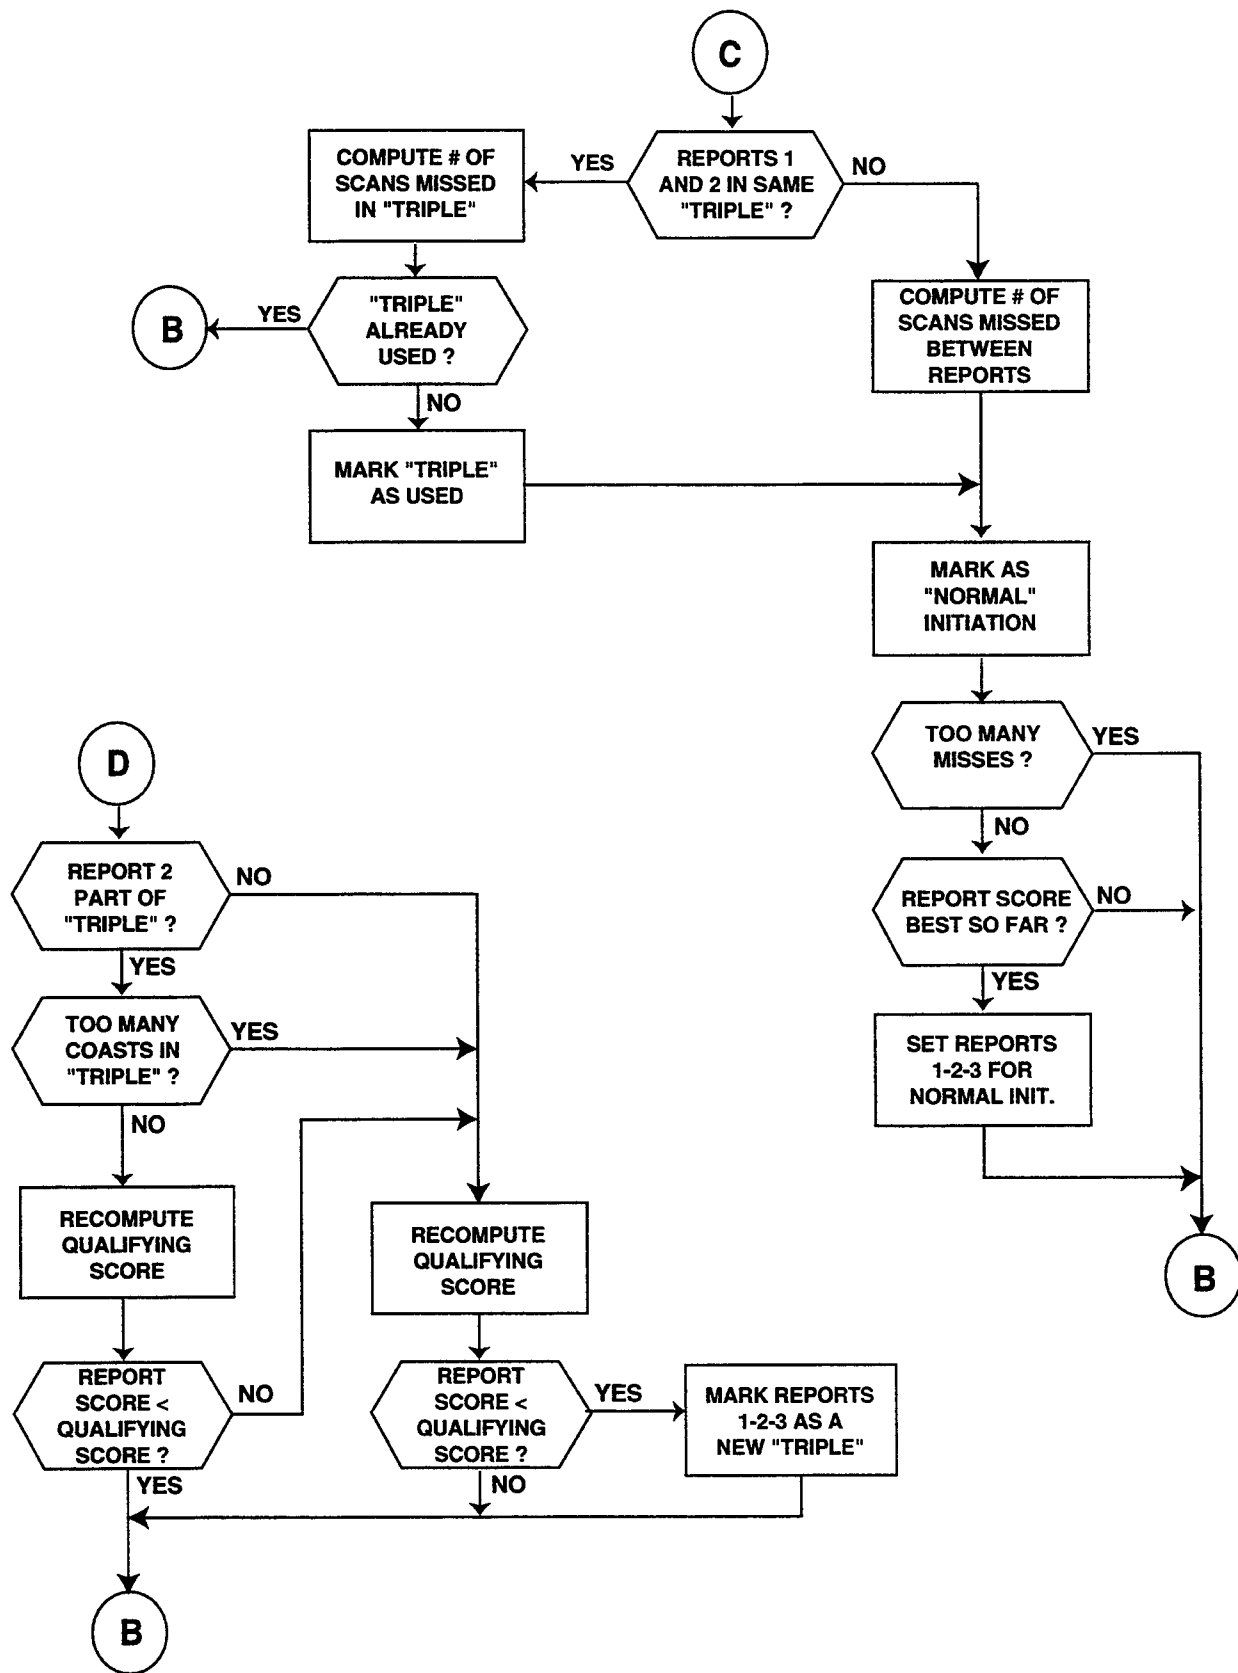 C
REPORTS 1
AND 2 IN SAME
"TRIPLE" ?
YES
NO
COMPUTE # OF
SCANS MISSED
IN "TRIPLE"
"TRIPLE"
ALREADY
USED ?
YES
B
NO
MARK "TRIPLE"
AS USED
COMPUTE # OF
SCANS MISSED
BETWEEN
REPORTS
MARK AS
"NORMAL"
INITIATION
TOO MANY
MISSES ?
YES
NO
REPORT SCORE
BEST SO FAR ?
NO
YES
SET REPORTS
1-2-3 FOR
NORMAL INIT.
B
D
REPORT 2
PART OF
"TRIPLE" ?
NO
YES
TOO MANY
COASTS IN
"TRIPLE" ?
YES
NO
RECOMPUTE
QUALIFYING
SCORE
REPORT
SCORE <
QUALIFYING
SCORE ?
NO
YES
RECOMPUTE
QUALIFYING
SCORE
REPORT
SCORE <
QUALIFYING
SCORE ?
YES
NO
MARK REPORTS
1-2-3 AS A
NEW "TRIPLE"
B